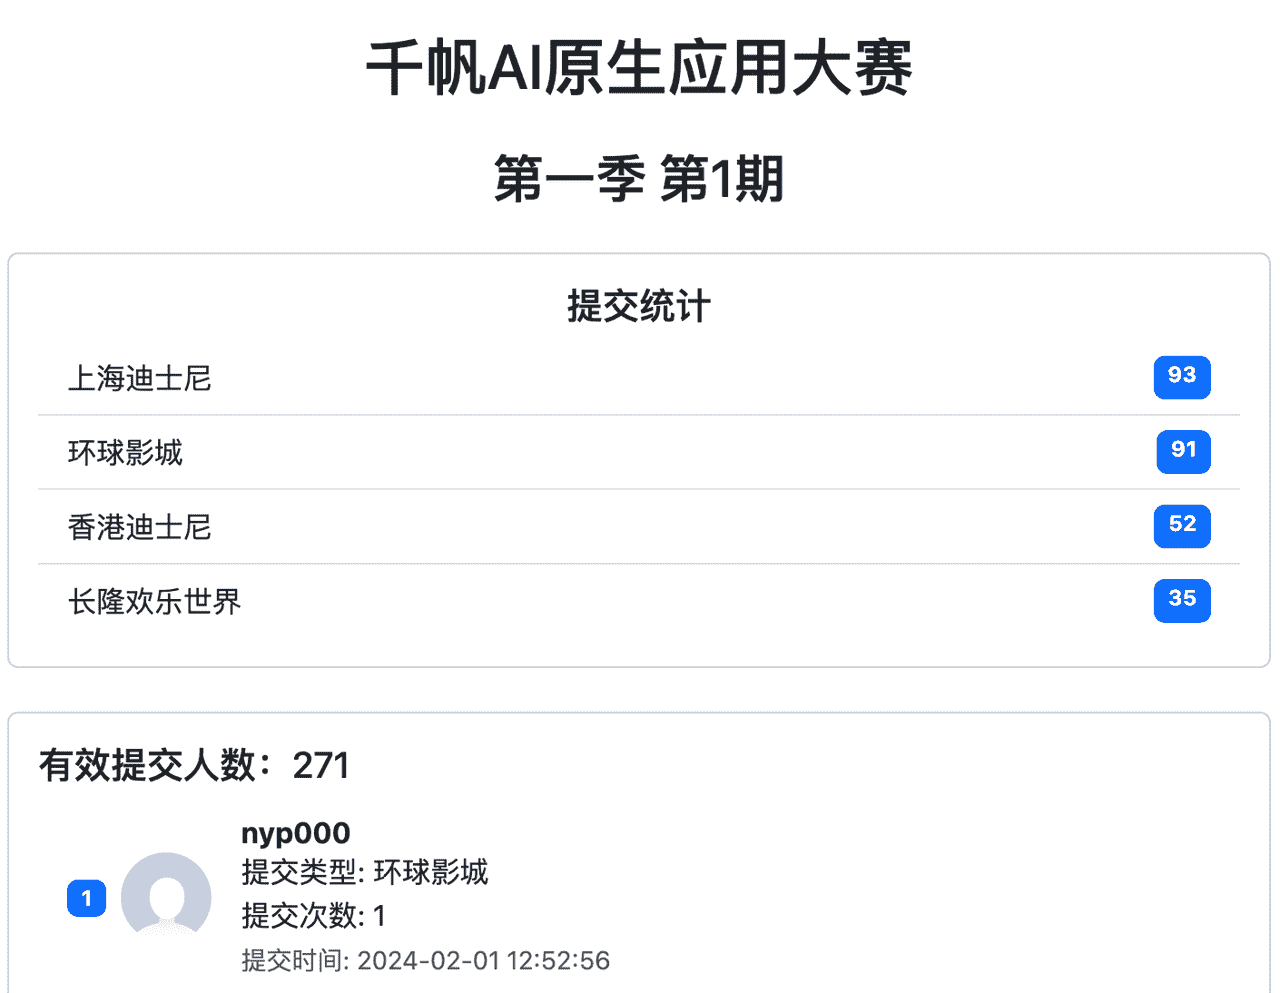 千帆AI原生应用大赛
第一季 第1期
提交统计
上海迪士尼 93
环球影城 91
香港迪士尼 52
长隆欢乐世界 35
有效提交人数：271
1
nyp000
提交类型: 环球影城
提交次数: 1
提交时间: 2024-02-01 12:52:56